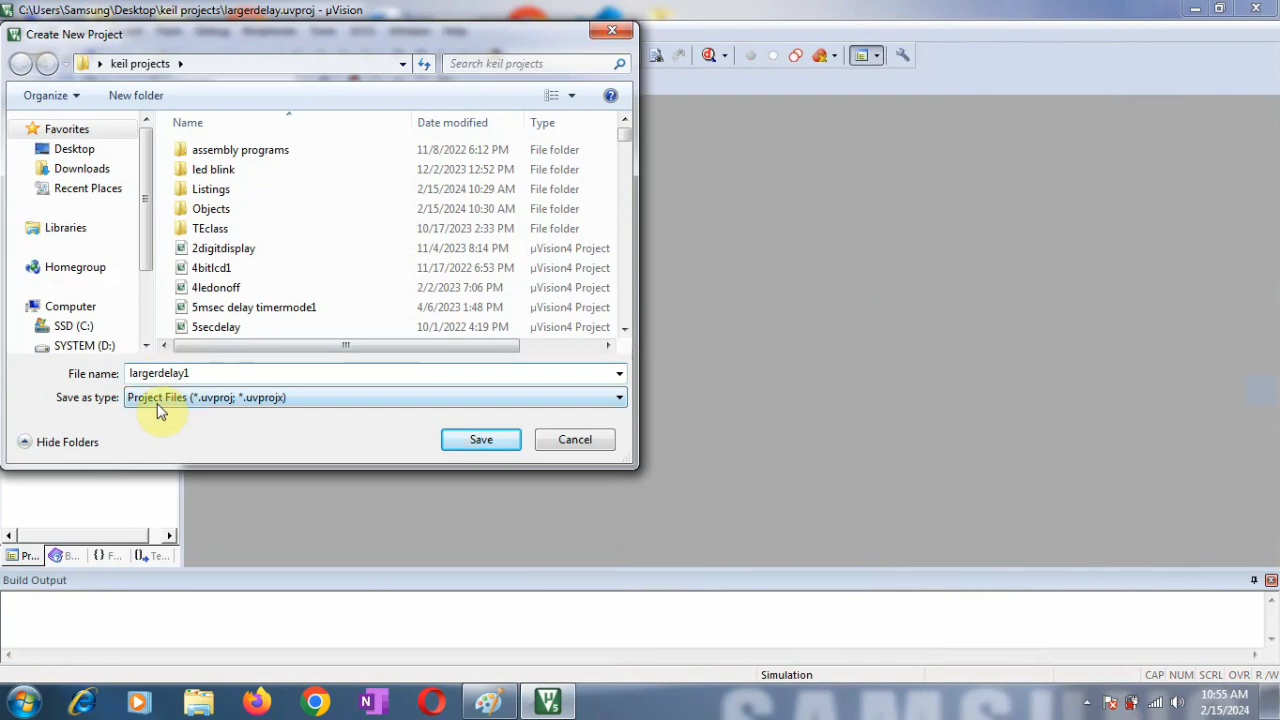 C:\Users\Samsung\Desktop\keil projects\largerdelay.uvproj - µVision
Create New Project
keil projects
Search keil projects
Organize
New folder
Name
Date modified
Type
Favorites
Desktop
Downloads
Recent Places
Libraries
Homegroup
Computer
SSD (C:)
SYSTEM (D:)
assembly programs 11/8/2022 6:12 PM File folder
led blink 12/2/2023 12:52 PM File folder
Listings 2/15/2024 10:29 AM File folder
Objects 2/15/2024 10:30 AM File folder
TEclass 10/17/2023 2:33 PM File folder
2digitdisplay 11/4/2023 8:14 PM µVision4 Project
4bitlcd1 11/17/2022 6:53 PM µVision4 Project
4ledonoff 2/2/2023 7:06 PM µVision4 Project
5msec delay timermode1 4/6/2023 1:48 PM µVision4 Project
5secdelay 10/1/2022 4:19 PM µVision4 Project
File name: largerdelay1
Save as type: Project Files (*.uvproj; *.uvprojx)
Hide Folders
Save
Cancel
Pr...
B...
{} F...
Te...
Build Output
Simulation
CAP NUM SCRL OVR R /W
10:55 AM
2/15/2024